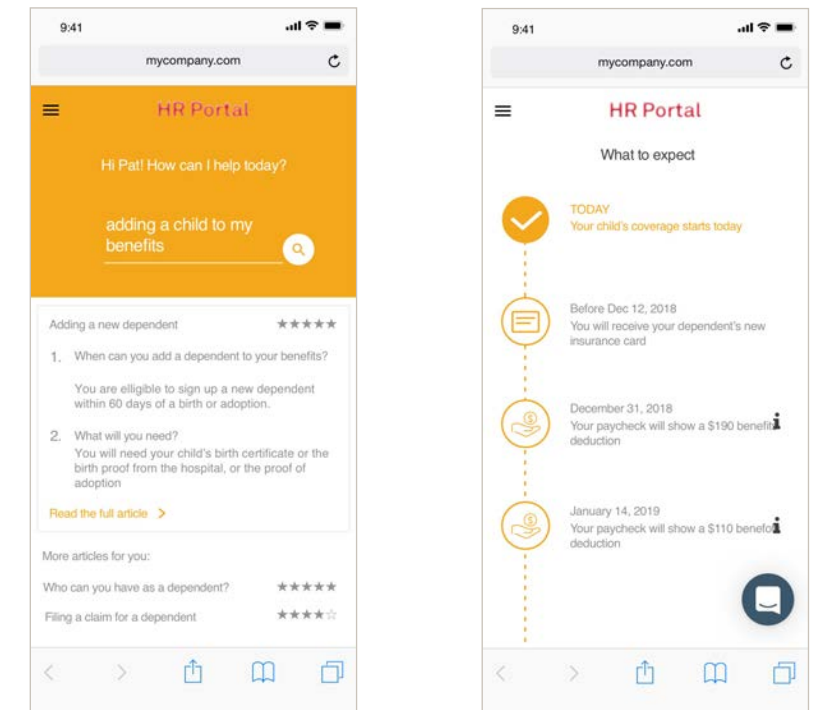 9:41
mycompany.com
HR Portal
Hi Pat! How can I help today?
adding a child to my
benefits
Adding a new dependent ★★★★★
1. When can you add a dependent to your benefits?
You are elligible to sign up a new dependent
within 60 days of a birth or adoption.
2. What will you need?
You will need your child's birth certificate or the
birth proof from the hospital, or the proof of
adoption
Read the full article >
More articles for you:
Who can you have as a dependent? ★★★★★
Filing a claim for a dependent ★★★★☆
9:41
mycompany.com
HR Portal
What to expect
TODAY
Your child's coverage starts today
Before Dec 12, 2018
You will receive your dependent's new
insurance card
December 31, 2018
Your paycheck will show a $190 benefit
deduction
January 14, 2019
Your paycheck will show a $110 benefo
deduction